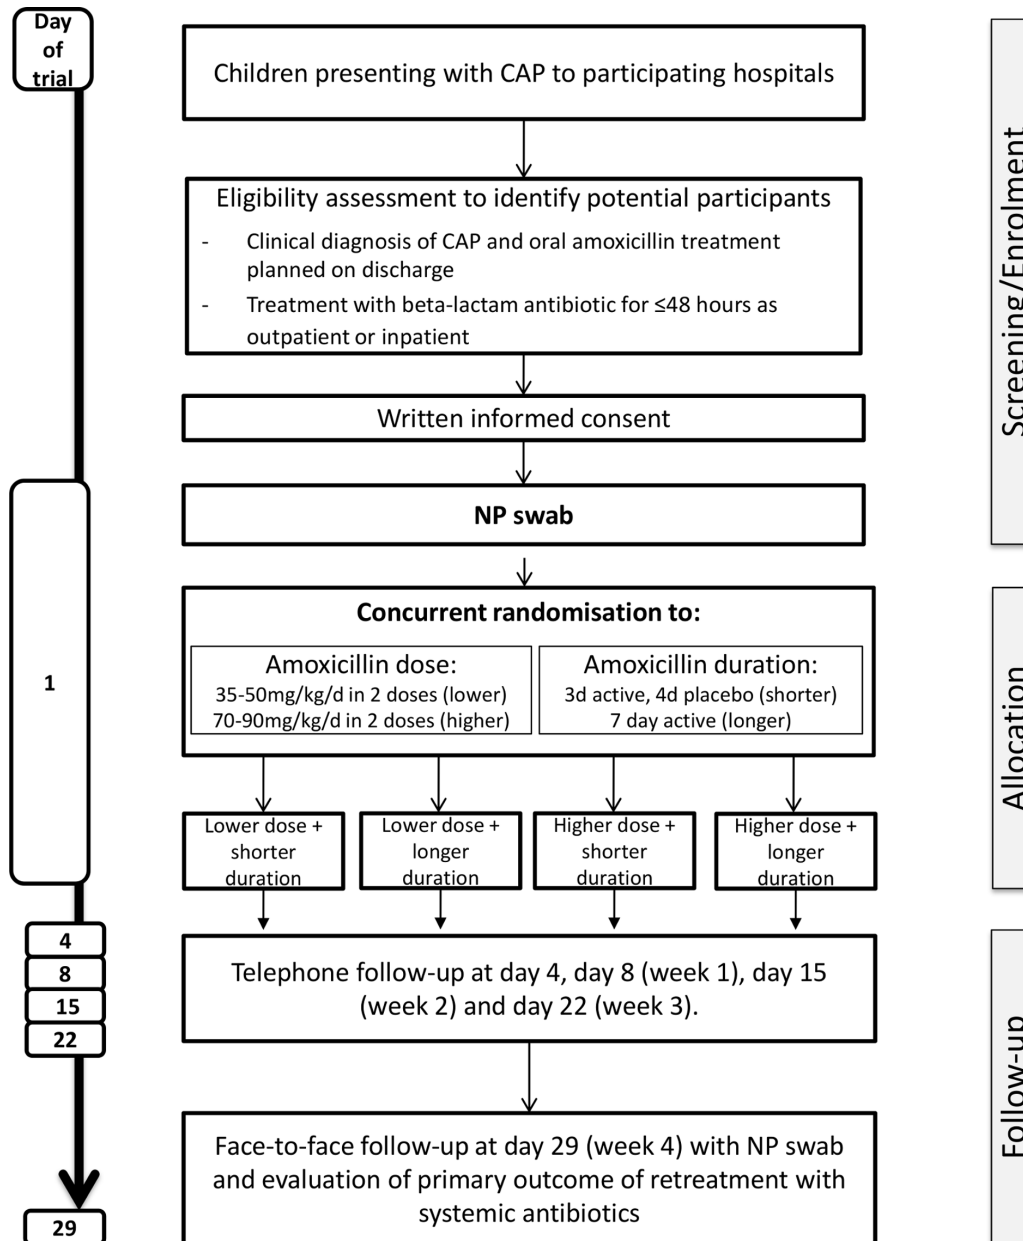 Day
of
trial
Children presenting with CAP to participating hospitals
Eligibility assessment to identify potential participants
- Clinical diagnosis of CAP and oral amoxicillin treatment
planned on discharge
- Treatment with beta-lactam antibiotic for ≤48 hours as
outpatient or inpatient
Written informed consent
NP swab
Screening/Enrolment
1
Concurrent randomisation to:
Amoxicillin dose:
35-50mg/kg/d in 2 doses (lower)
70-90mg/kg/d in 2 doses (higher)
Amoxicillin duration:
3d active, 4d placebo (shorter)
7 day active (longer)
Lower dose +
shorter
duration
Lower dose +
longer
duration
Higher dose +
shorter
duration
Higher dose +
longer
duration
Allocation
4
8
15
22
Telephone follow-up at day 4, day 8 (week 1), day 15
(week 2) and day 22 (week 3).
Face-to-face follow-up at day 29 (week 4) with NP swab
and evaluation of primary outcome of retreatment with
systemic antibiotics
29
Follow-up